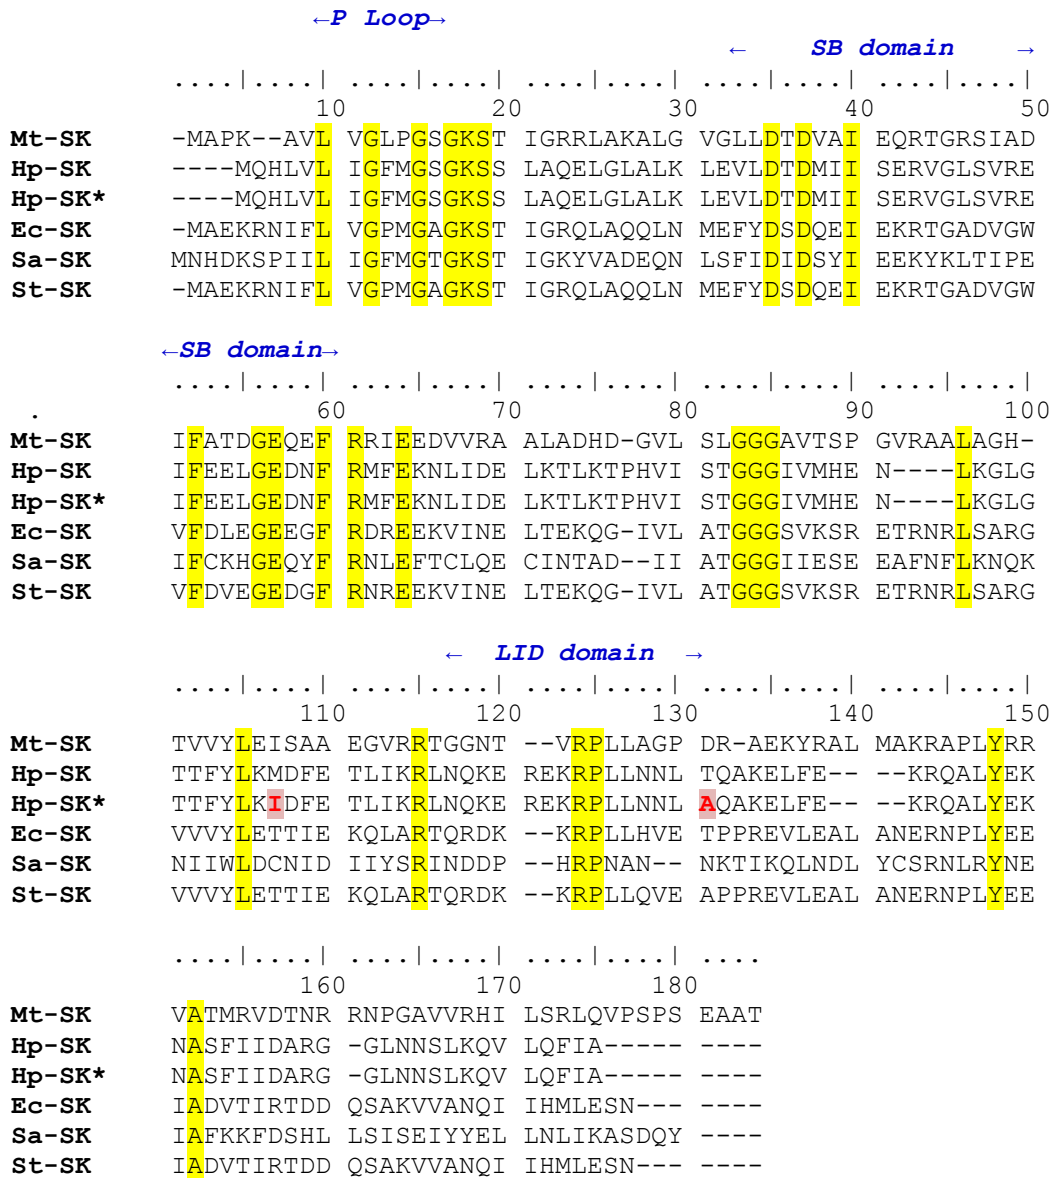 ←P Loop→
← SB domain →
....|....| ....|....| ....|....| ....|....| ....|....|
10 20 30 40 50
Mt-SK -MAPK--AVL VGLPGSGKST IGRRLAKALG VGLLDTDVAI EQRTGRSIAD
Hp-SK ----MQHLVL IGFMGSGKSS LAQELGLALK LEVLDTDMII SERVGLSVRE
Hp-SK* ----MQHLVL IGFMGSGKSS LAQELGLALK LEVLDTDMII SERVGLSVRE
Ec-SK -MAEKRNIFL VGPMGAGKST IGRQLAQQLN MEFYDSDQEI EKRTGADVGW
Sa-SK MNHDKSPIIL IGFMGTGKST IGKYVADEQN LSFIDIDSYI EEKYKLTIPE
St-SK -MAEKRNIFL VGPMGAGKST IGRQLAQQLN MEFYDSDQEI EKRTGADVGW
←SB domain→
....|....| ....|....| ....|....| ....|....| ....|....|
. 60 70 80 90 100
Mt-SK IFATDGEQEF RRIEEDVVRA ALADHD-GVL SLGGGAVTSP GVRAALAGH-
Hp-SK IFEELGEDNF RMFEKNLIDE LKTLKTPHVI STGGGIVMHE N----LKGLG
Hp-SK* IFEELGEDNF RMFEKNLIDE LKTLKTPHVI STGGGIVMHE N----LKGLG
Ec-SK VFDLEGEEGF RDREEKVINE LTEKQG-IVL ATGGGSVKSR ETRNRLSARG
Sa-SK IFCKHGEQYF RNLEFTCLQE CINTAD--II ATGGGIIESE EAFNFLKNQK
St-SK VFDVEGEDGF RNREEKVINE LTEKQG-IVL ATGGGSVKSR ETRNRLSARG
← LID domain →
....|....| ....|....| ....|....| ....|....| ....|....|
110 120 130 140 150
Mt-SK TVVYLEISAA EGVRRTGGNT --VRPLLAGP DR-AEKYRAL MAKRAPLYRR
Hp-SK TTFYLKMDFE TLIKRLNQKE REKRPLLNNL TQAKELFE-- -KRQALYEK
Hp-SK* TTFYLKIDFE TLIKRLNQKE REKRPLLNNL AQAKELFE-- -KRQALYEK
Ec-SK VVVYLETTIE KQLARTQRDK --KRPLLHVE TPPREVLEAL ANERNPLYEE
Sa-SK NIIWLDCNID IIYSRINDDP --HRPNAN-- NKTIKQLNDL YCSRNLRYNE
St-SK VVVYLETTIE KQLARTQRDK --KRPLLQVE APPREVLEAL ANERNPLYEE
....|....| ....|....| ....|....| ....
160 170 180
Mt-SK VATMRVDTNR RNPGAVVRHI LSRLQVPSPS EAAT
Hp-SK NASFIIDARG -GLNNSLKQV LQFIA----- ----
Hp-SK* NASFIIDARG -GLNNSLKQV LQFIA----- ----
Ec-SK IADVTIRTDD QSAKVVANQI IHMLESN--- ----
Sa-SK IAFKKFDSHL LSISEIYYEL LNLIKASDQY ----
St-SK IADVTIRTDD QSAKVVANQI IHMLESN--- ----